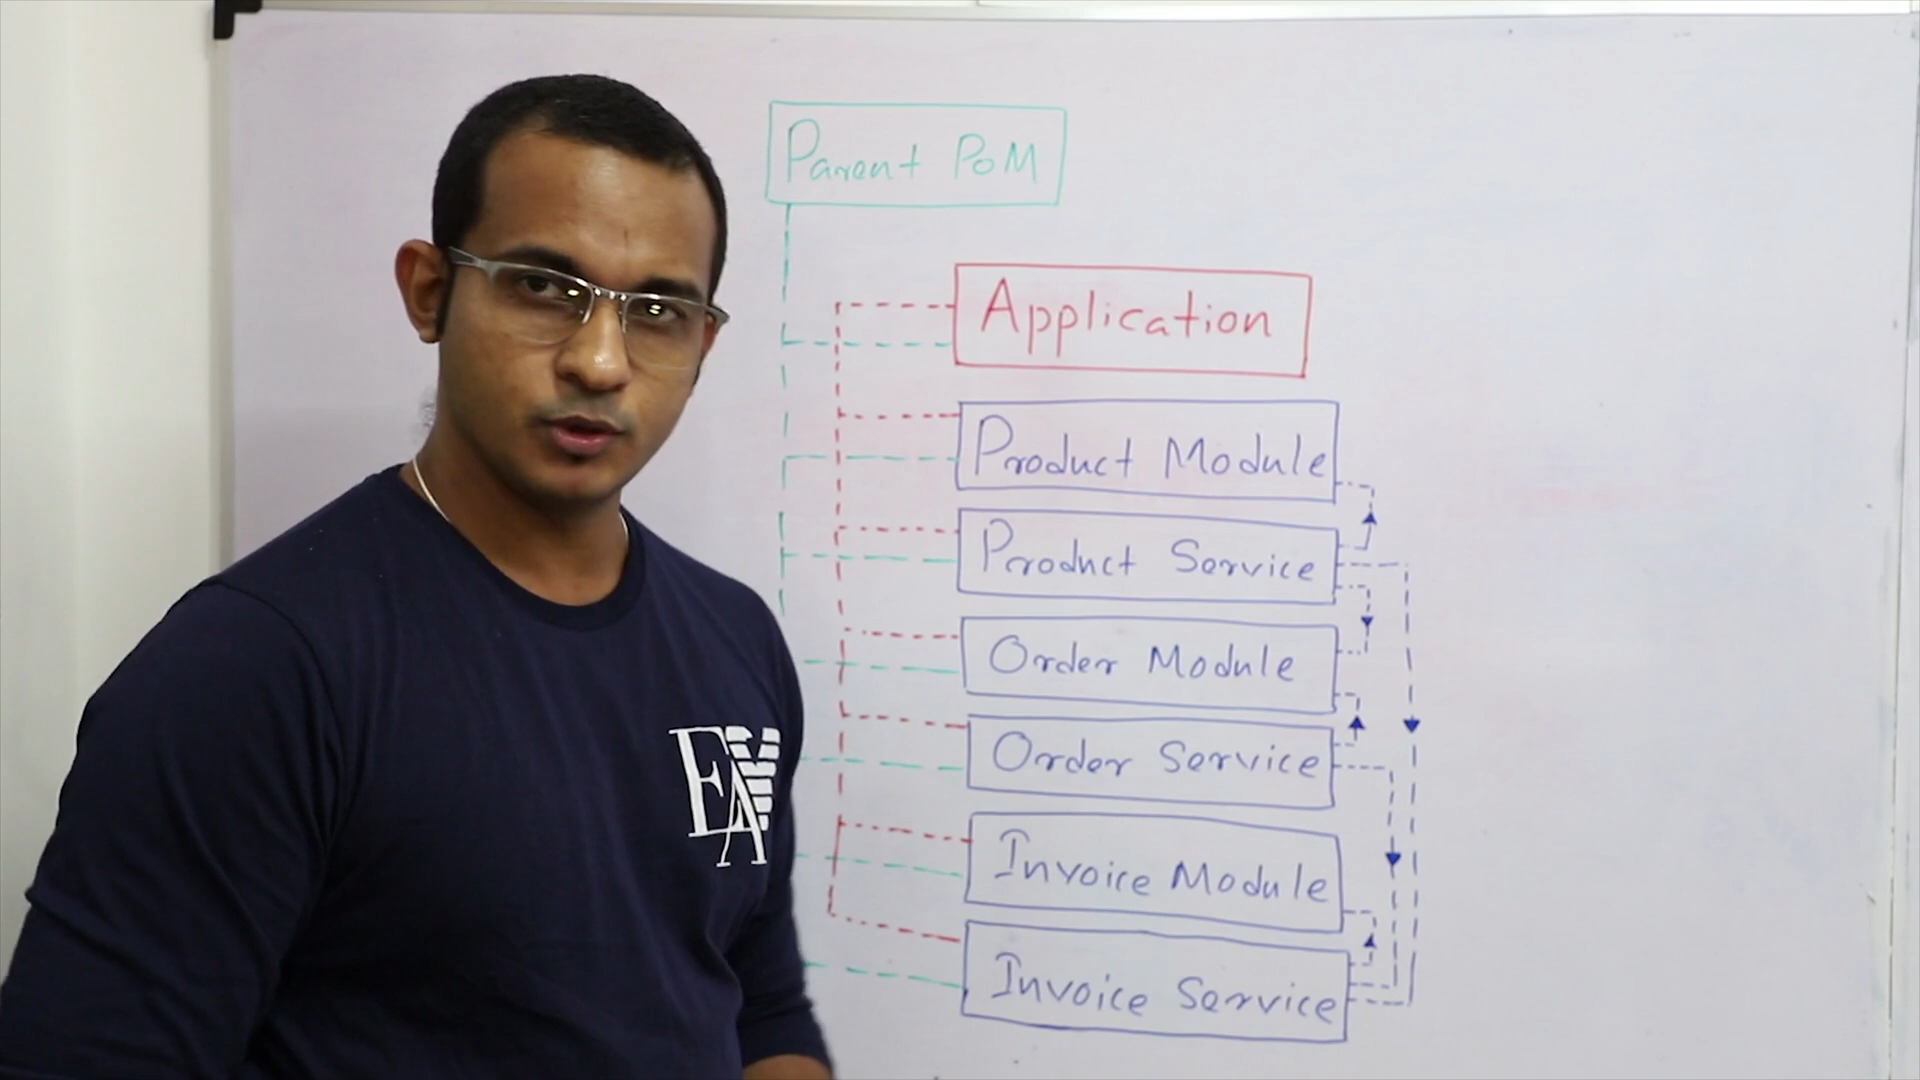 Parent POM
Application
Product Module
Product Service
Order Module
Order Service
Invoice Module
Invoice Service
EA